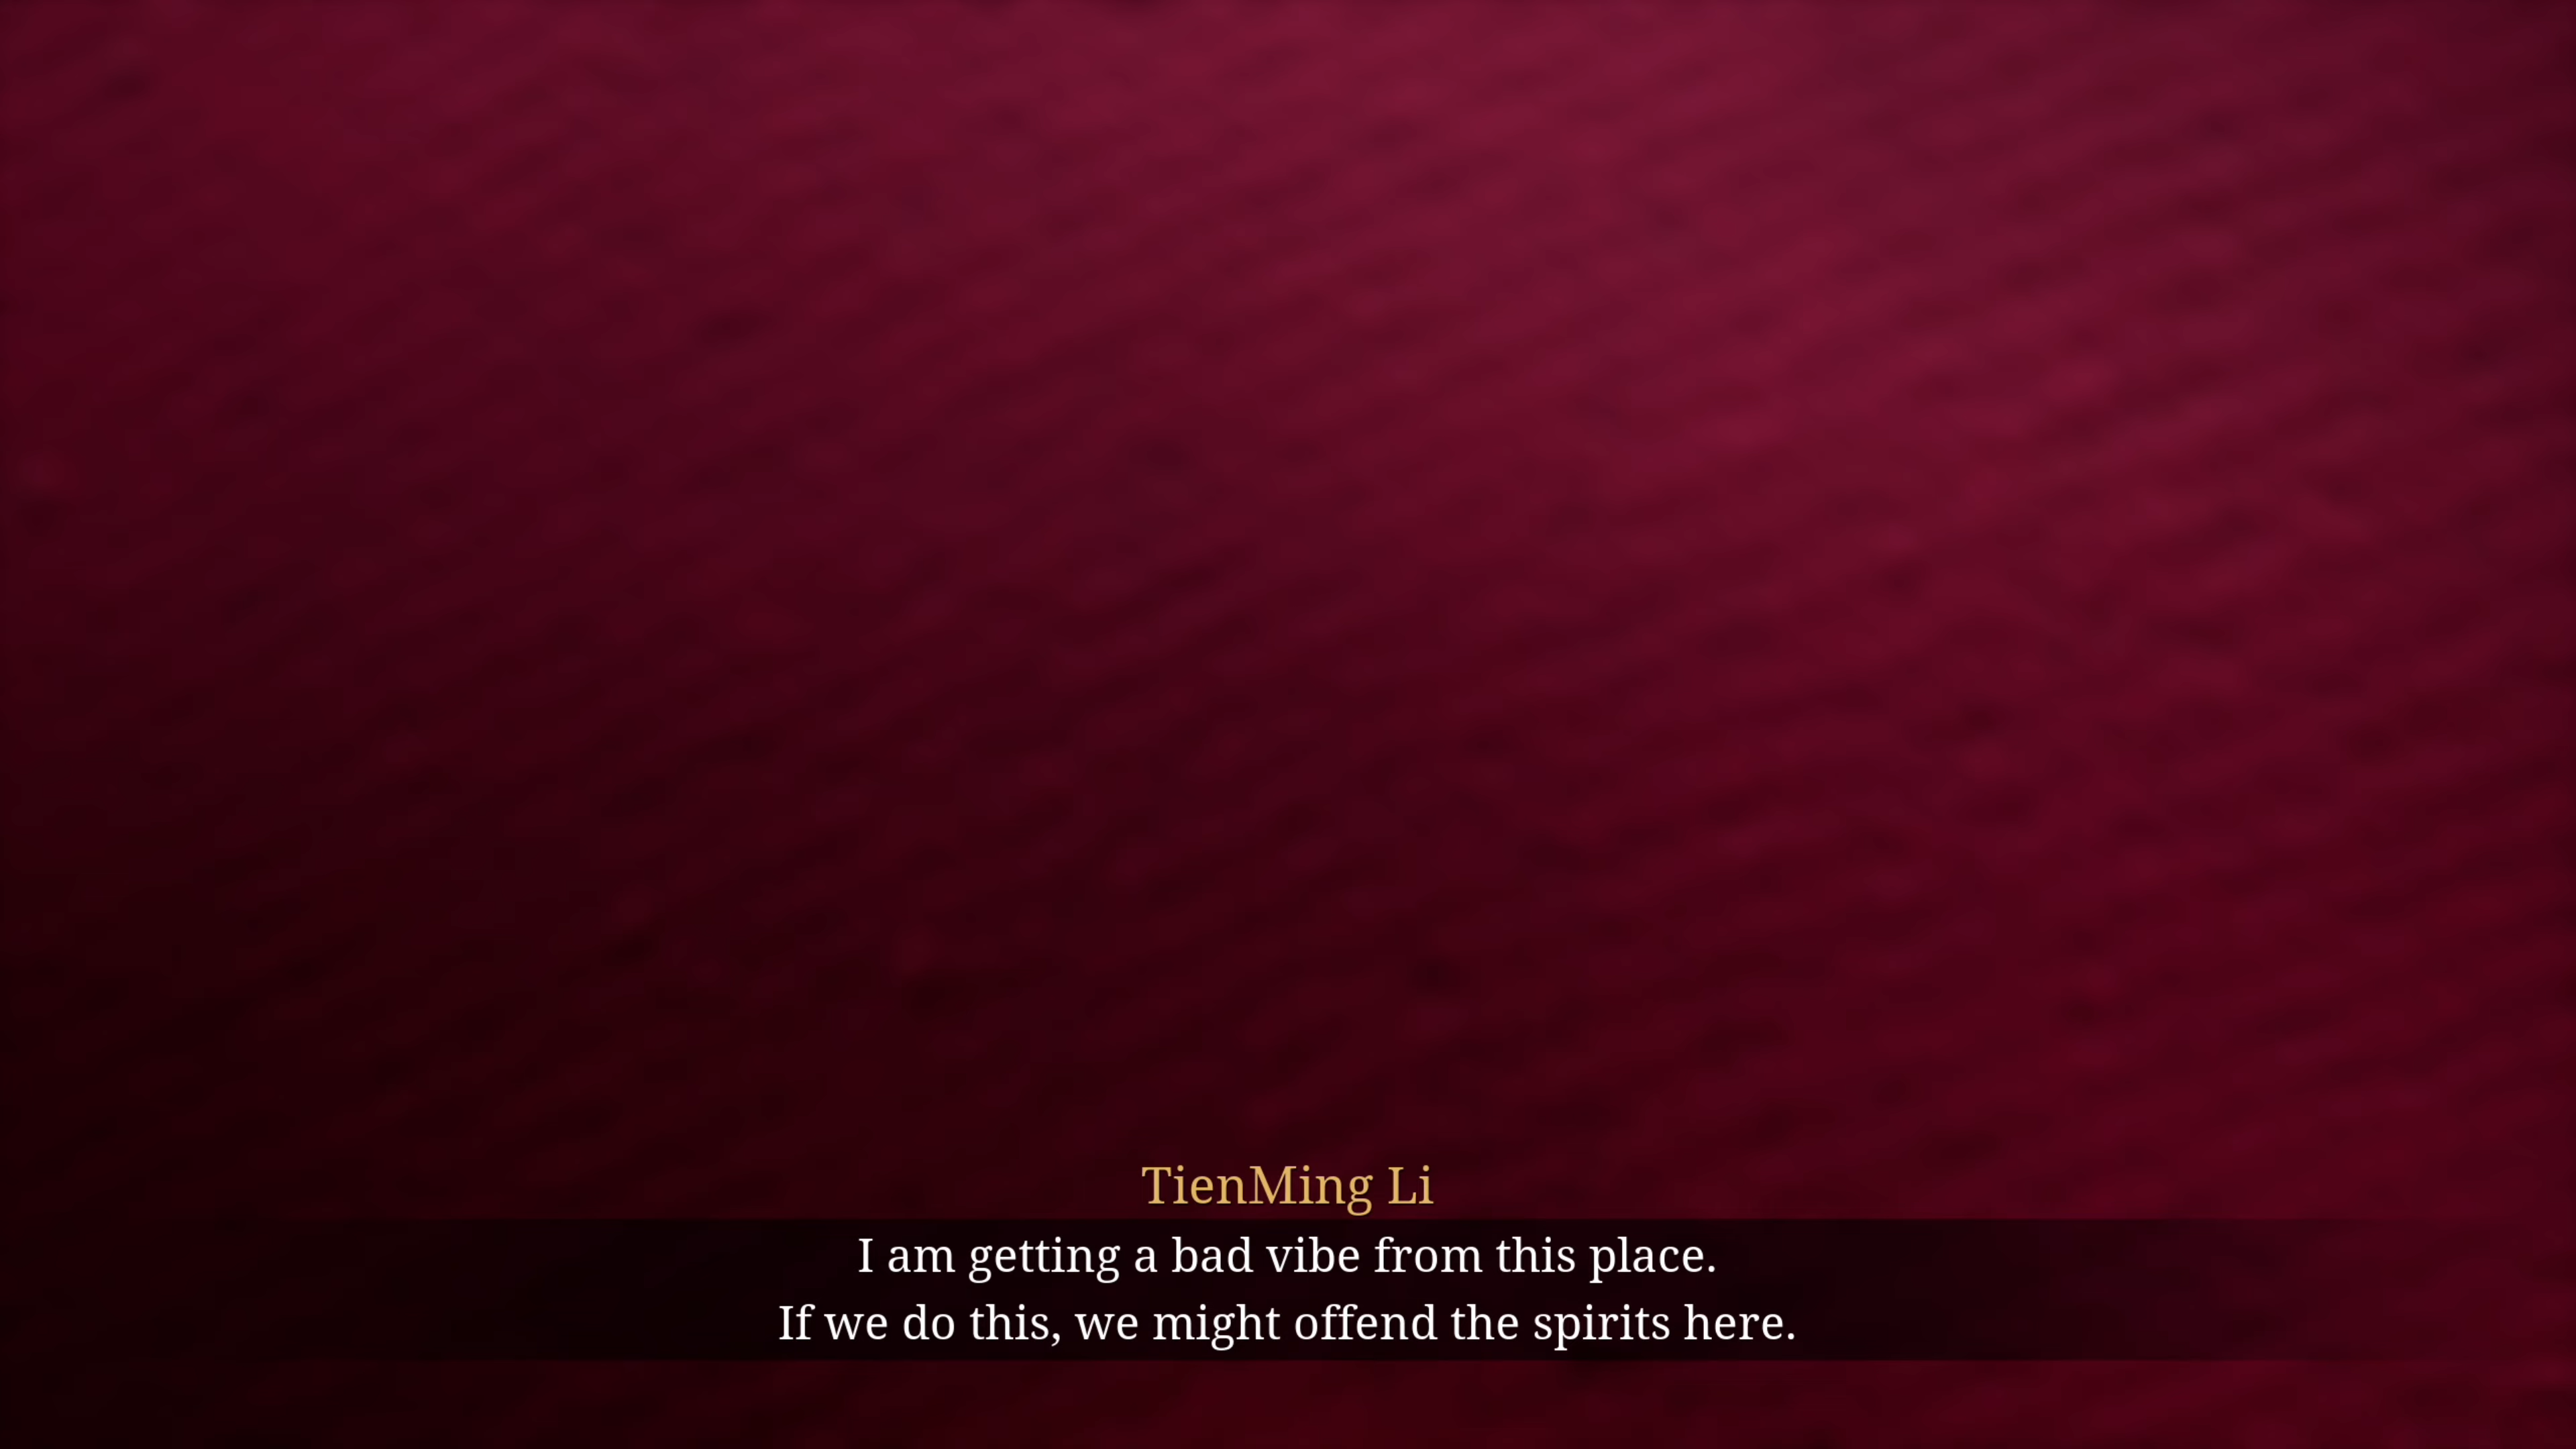 TienMing Li
I am getting a bad vibe from this place.
If we do this, we might offend the spirits here.